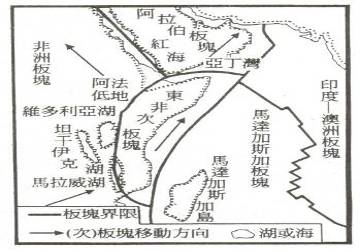 阿拉伯板塊
紅海
亞丁灣
非洲板塊
阿法低地
東非次板塊
維多利亞湖
坦干伊克湖
馬拉威湖
馬達加斯加島
馬達加斯加板塊
印度—澳洲板塊
板塊界限
(次)板塊移動方向
湖或海